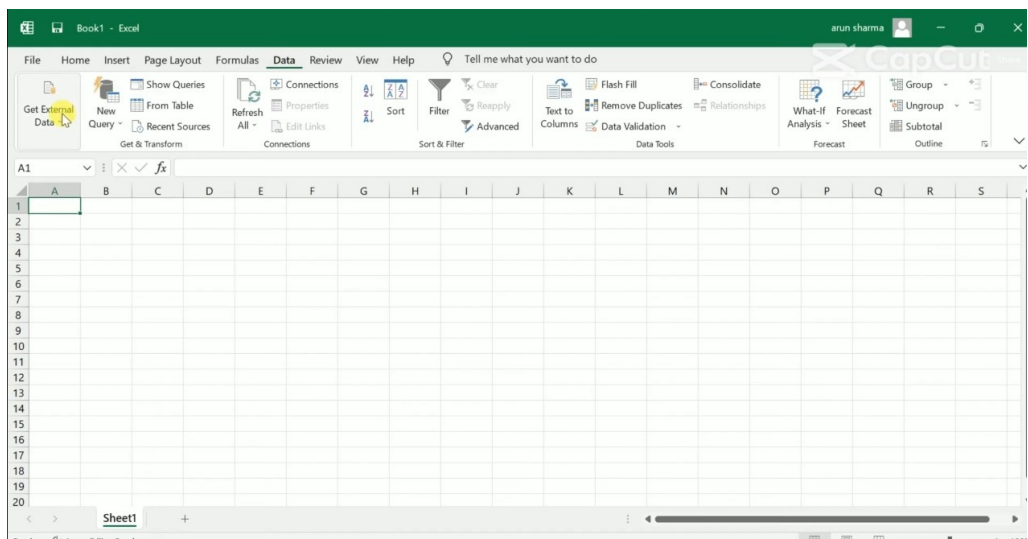 Book1 - Excel
arun sharma
File Home Insert Page Layout Formulas Data Review View Help Tell me what you want to do
CapCut
Get External Data
New Query
Show Queries
From Table
Recent Sources
Get & Transform
Refresh All
Connections
Properties
Edit Links
Connections
Sort
Filter
Clear
Reapply
Advanced
Sort & Filter
Text to Columns
Flash Fill
Remove Duplicates
Data Validation
Consolidate
Relationships
Data Tools
What-If Analysis
Forecast Sheet
Forecast
Group
Ungroup
Subtotal
Outline
A1 fx
A B C D E F G H I J K L M N O P Q R S
1
2
3
4
5
6
7
8
9
10
11
12
13
14
15
16
17
18
19
20
Sheet1